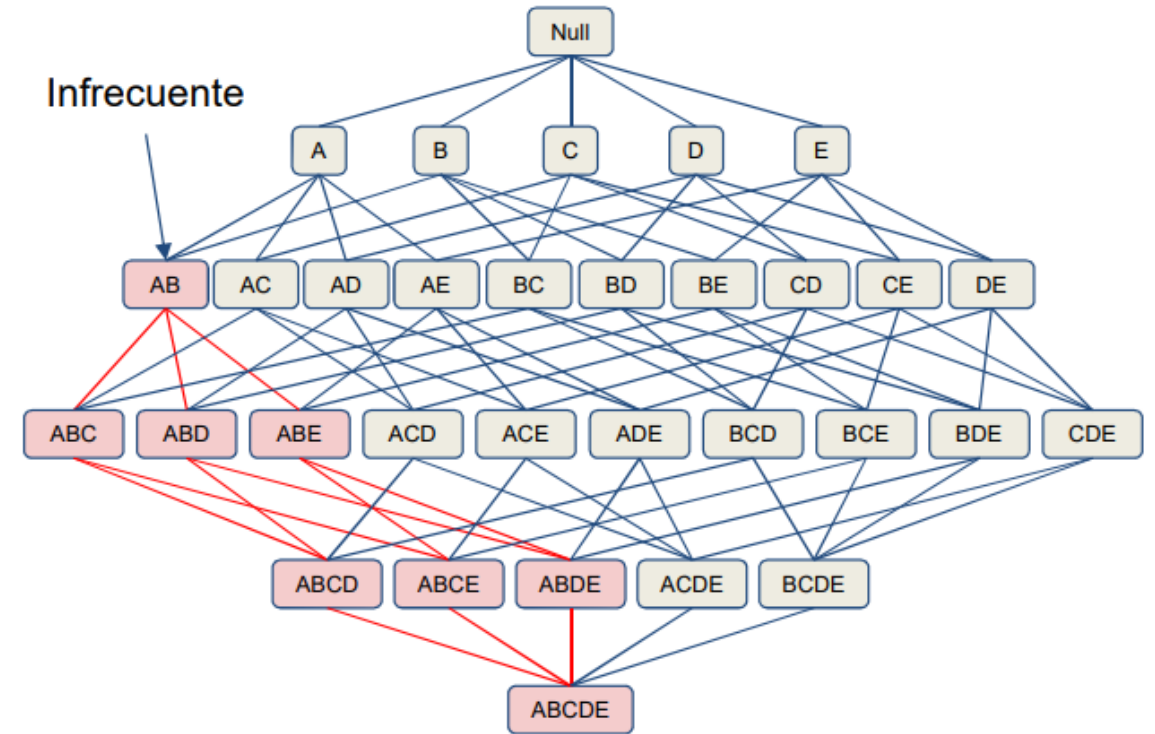 Null
Infrecuente
A B C D E
AB AC AD AE BC BD BE CD CE DE
ABC ABD ABE ACD ACE ADE BCD BCE BDE CDE
ABCD ABCE ABDE ACDE BCDE
ABCDE